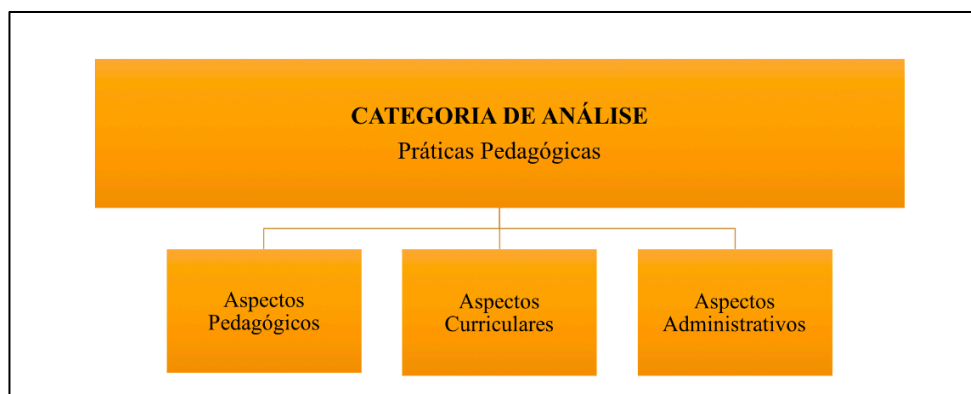 CATEGORIA DE ANÁLISE
Práticas Pedagógicas
Aspectos
Pedagógicos
Aspectos
Curriculares
Aspectos
Administrativos